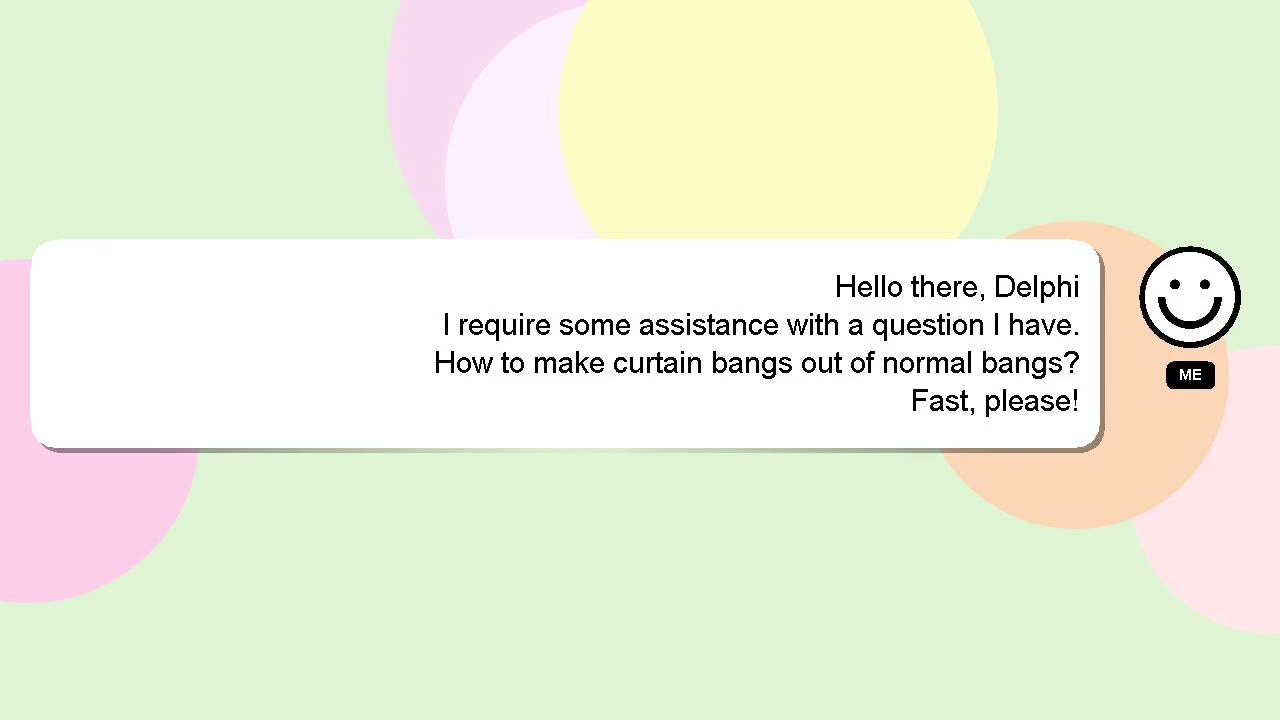 Hello there, Delphi
I require some assistance with a question I have.
How to make curtain bangs out of normal bangs?
Fast, please!
ME